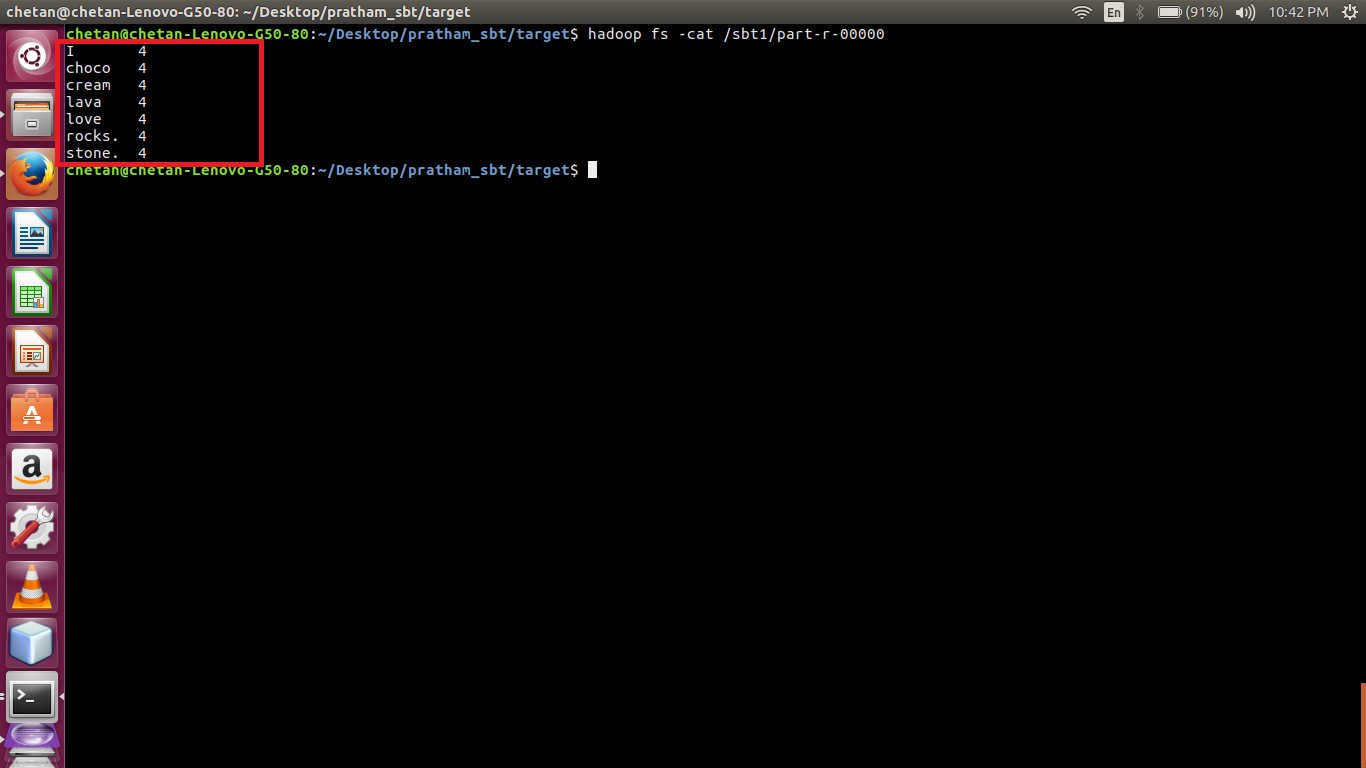 chetan@chetan-Lenovo-G50-80: ~/Desktop/pratham_sbt/target
En
(91%)
10:42 PM
chetan@chetan-Lenovo-G50-80:~/Desktop/pratham_sbt/target$ hadoop fs -cat /sbt1/part-r-00000
I 4
choco 4
cream 4
lava 4
love 4
rocks. 4
stone. 4
chetan@chetan-Lenovo-G50-80:~/Desktop/pratham_sbt/target$